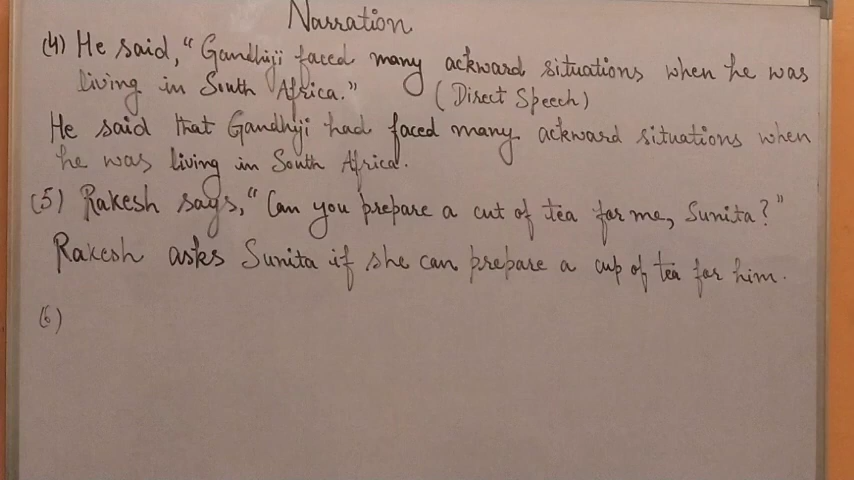 Narration
(4) He said, "Gandhiji faced many ackward situations when he was
living in South Africa." (Direct Speech)
He said that Gandhiji had faced many ackward situations when
he was living in South Africa.
(5) Rakesh says, "Can you prepare a cut of tea for me, Sunita?"
Rakesh asks Sunita if she can prepare a cup of tea for him.
(6)